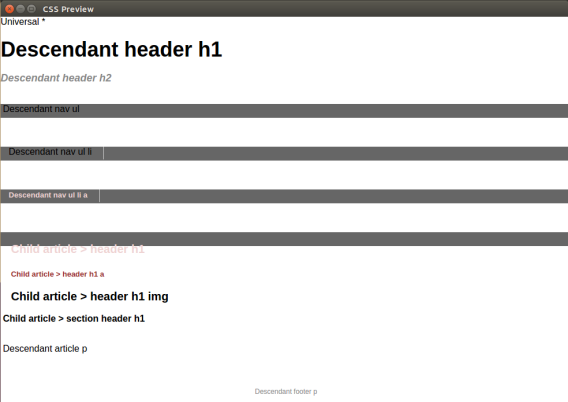 CSS Preview
Universal *
Descendant header h1
Descendant header h2
Descendant nav ul
Descendant nav ul li
Descendant nav ul li a
Child article > header h1
Child article > header h1 a
Child article > header h1 img
Child article > section header h1
Descendant article p
Descendant footer p